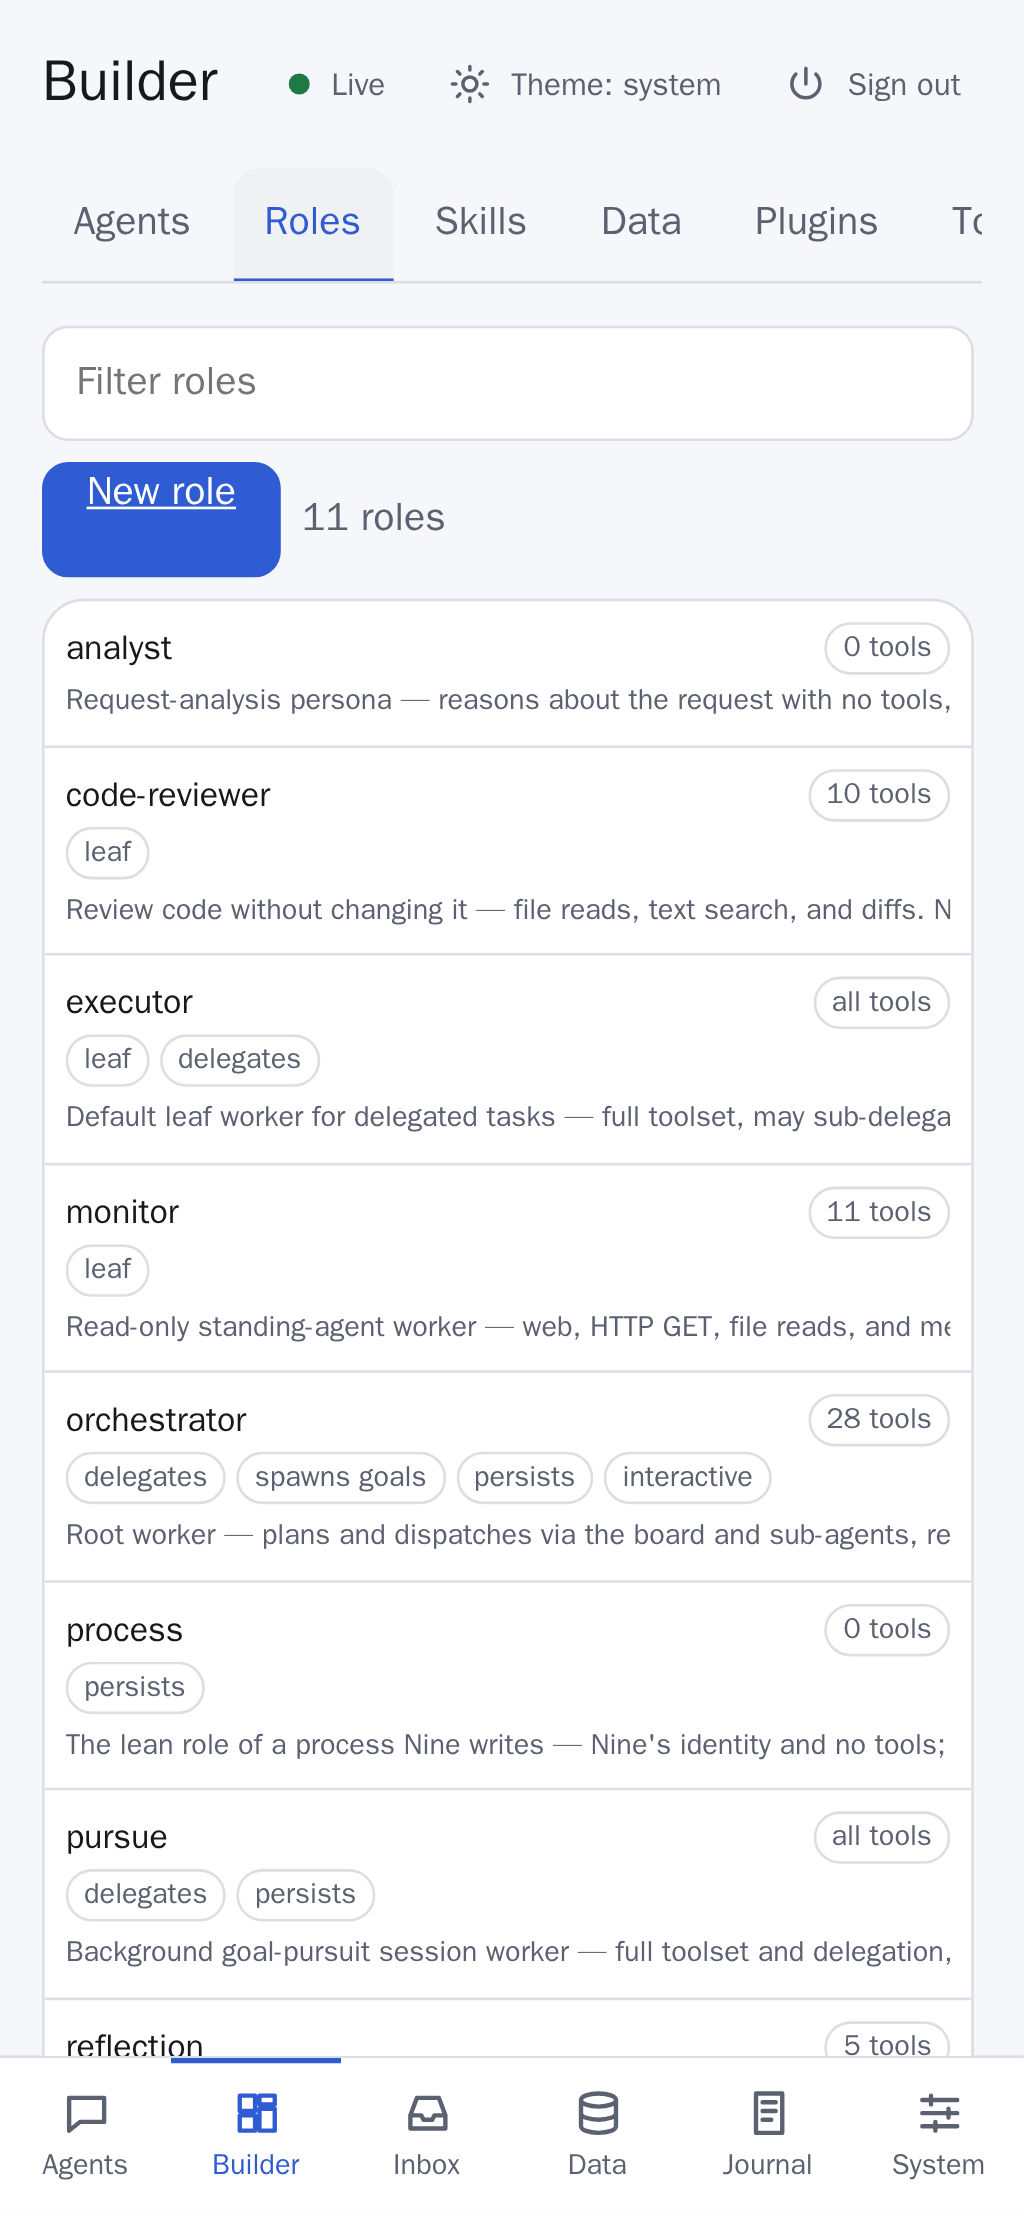 Builder
Live
Theme: system
Sign out
Agents
Roles
Skills
Data
Plugins
To
Filter roles
New role
11 roles
analyst
0 tools
Request-analysis persona — reasons about the request with no tools,
code-reviewer
10 tools
leaf
Review code without changing it — file reads, text search, and diffs. N
executor
all tools
leaf
delegates
Default leaf worker for delegated tasks — full toolset, may sub-delega
monitor
11 tools
leaf
Read-only standing-agent worker — web, HTTP GET, file reads, and me
orchestrator
28 tools
delegates
spawns goals
persists
interactive
Root worker — plans and dispatches via the board and sub-agents, re
process
0 tools
persists
The lean role of a process Nine writes — Nine's identity and no tools;
pursue
all tools
delegates
persists
Background goal-pursuit session worker — full toolset and delegation,
reflection
5 tools
Agents
Builder
Inbox
Data
Journal
System